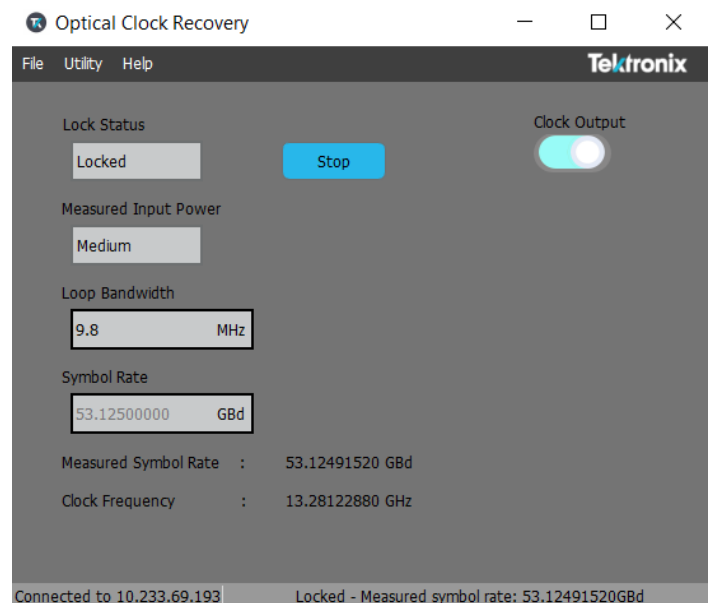 Optical Clock Recovery
File Utility Help
Tektronix
Lock Status
Clock Output
Locked
Stop
Measured Input Power
Medium
Loop Bandwidth
9.8 MHz
Symbol Rate
53.12500000 GBd
Measured Symbol Rate : 53.12491520 GBd
Clock Frequency : 13.28122880 GHz
Connected to 10.233.69.193 Locked - Measured symbol rate: 53.12491520GBd